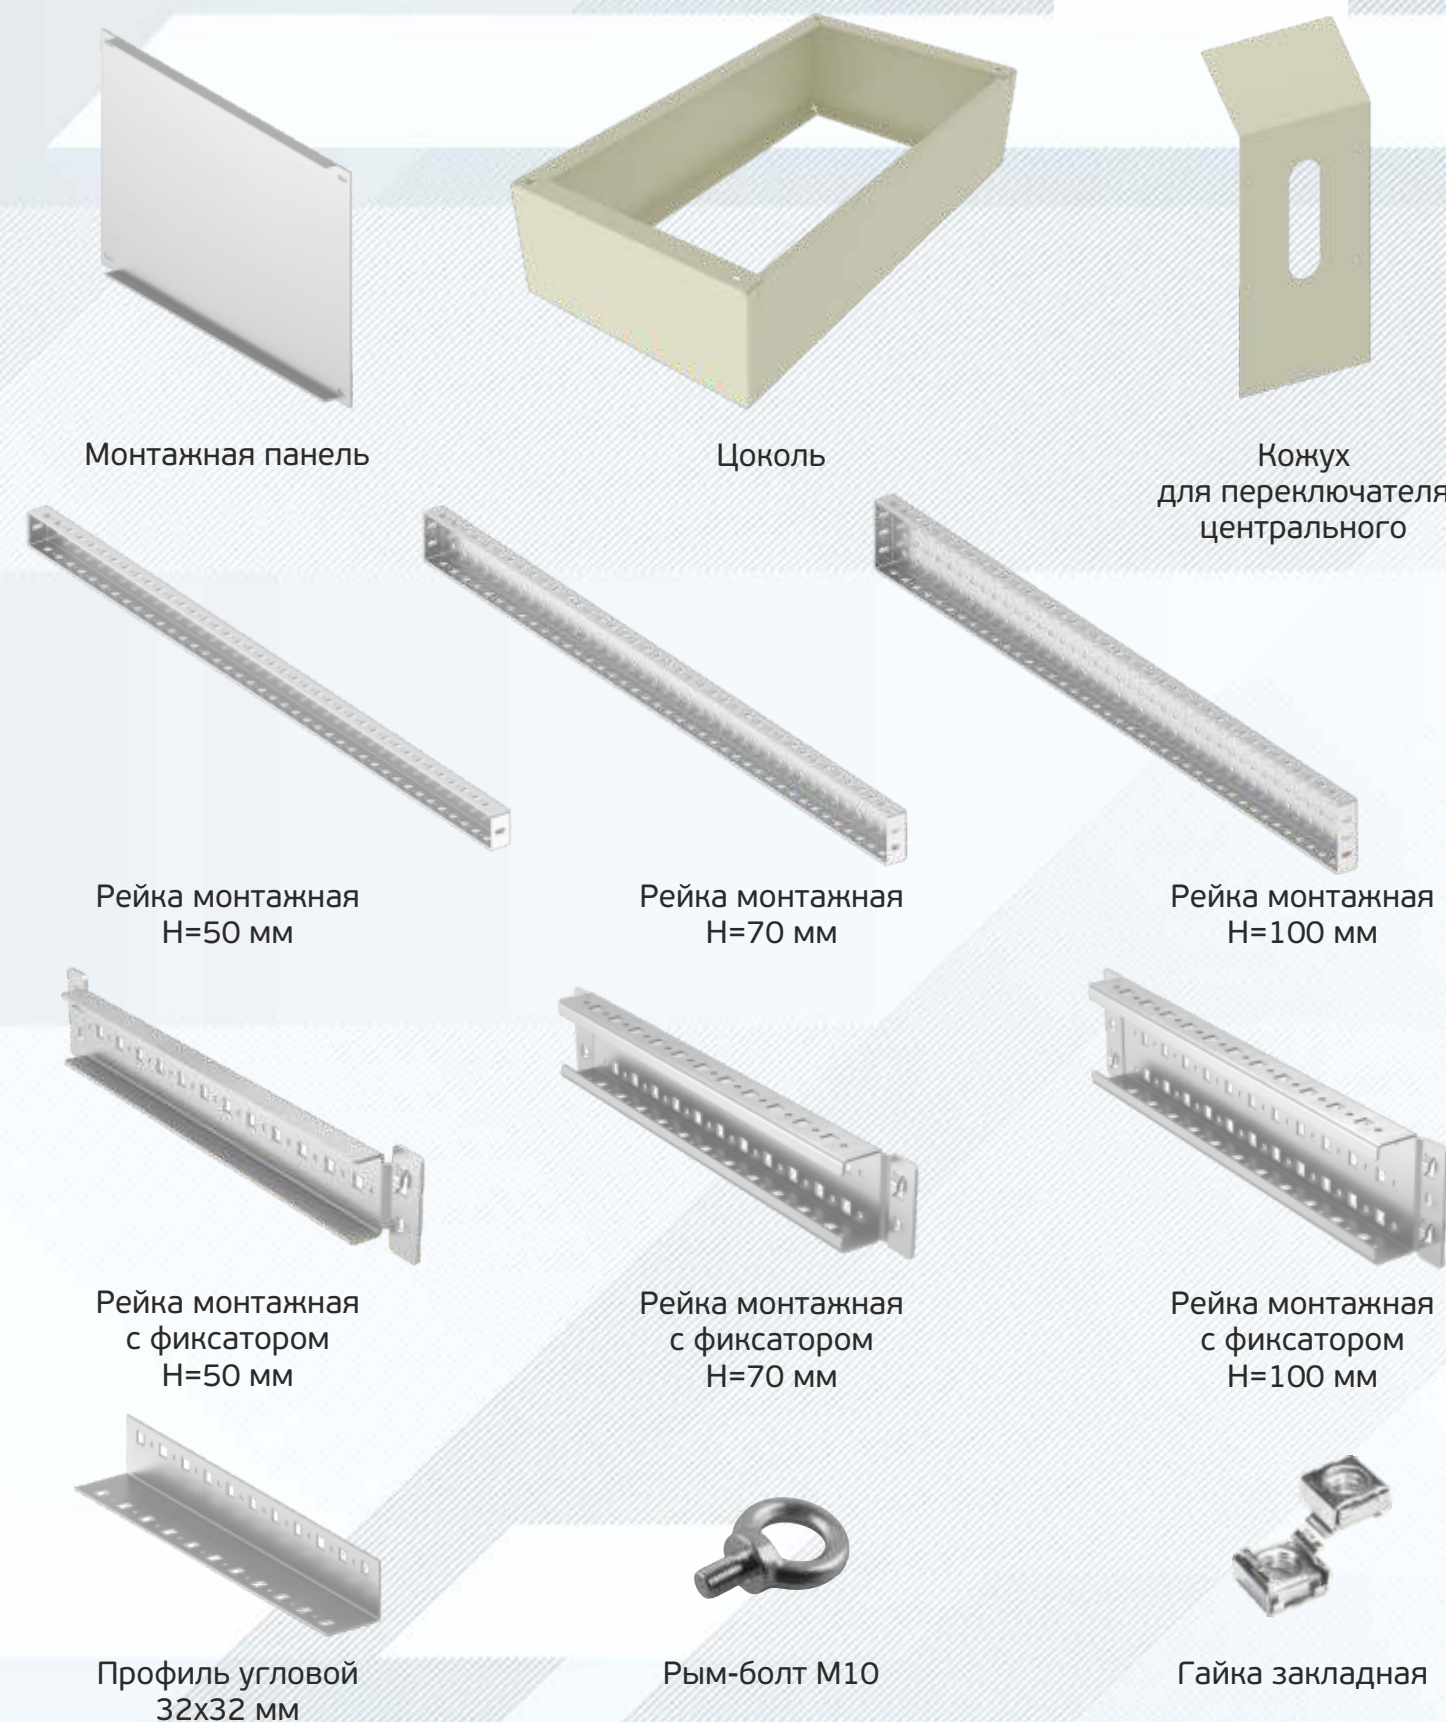 Монтажная панель
Цоколь
Кожух
для переключателя
центрального
Рейка монтажная
H=50 мм
Рейка монтажная
H=70 мм
Рейка монтажная
H=100 мм
Рейка монтажная
с фиксатором
H=50 мм
Рейка монтажная
с фиксатором
H=70 мм
Рейка монтажная
с фиксатором
H=100 мм
Профиль угловой
32х32 мм
Рым-болт М10
Гайка закладная